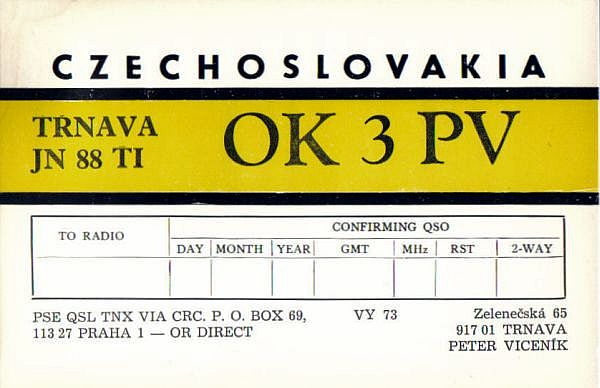 CZECHOSLOVAKIA
TRNAVA
JN 88 TI
OK 3 PV
TO RADIO
CONFIRMING QSO
DAY MONTH YEAR GMT MHz RST 2-WAY
PSE QSL TNX VIA CRC. P. O. BOX 69,
113 27 PRAHA 1 — OR DIRECT
VY 73
Zelenečská 65
917 01 TRNAVA
PETER VICENÍK